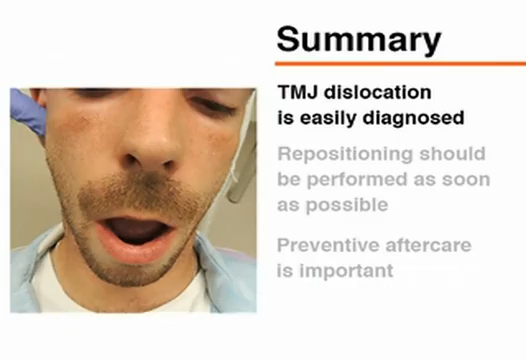 Summary
TMJ dislocation
is easily diagnosed
Repositioning should
be performed as soon
as possible
Preventive aftercare
is important